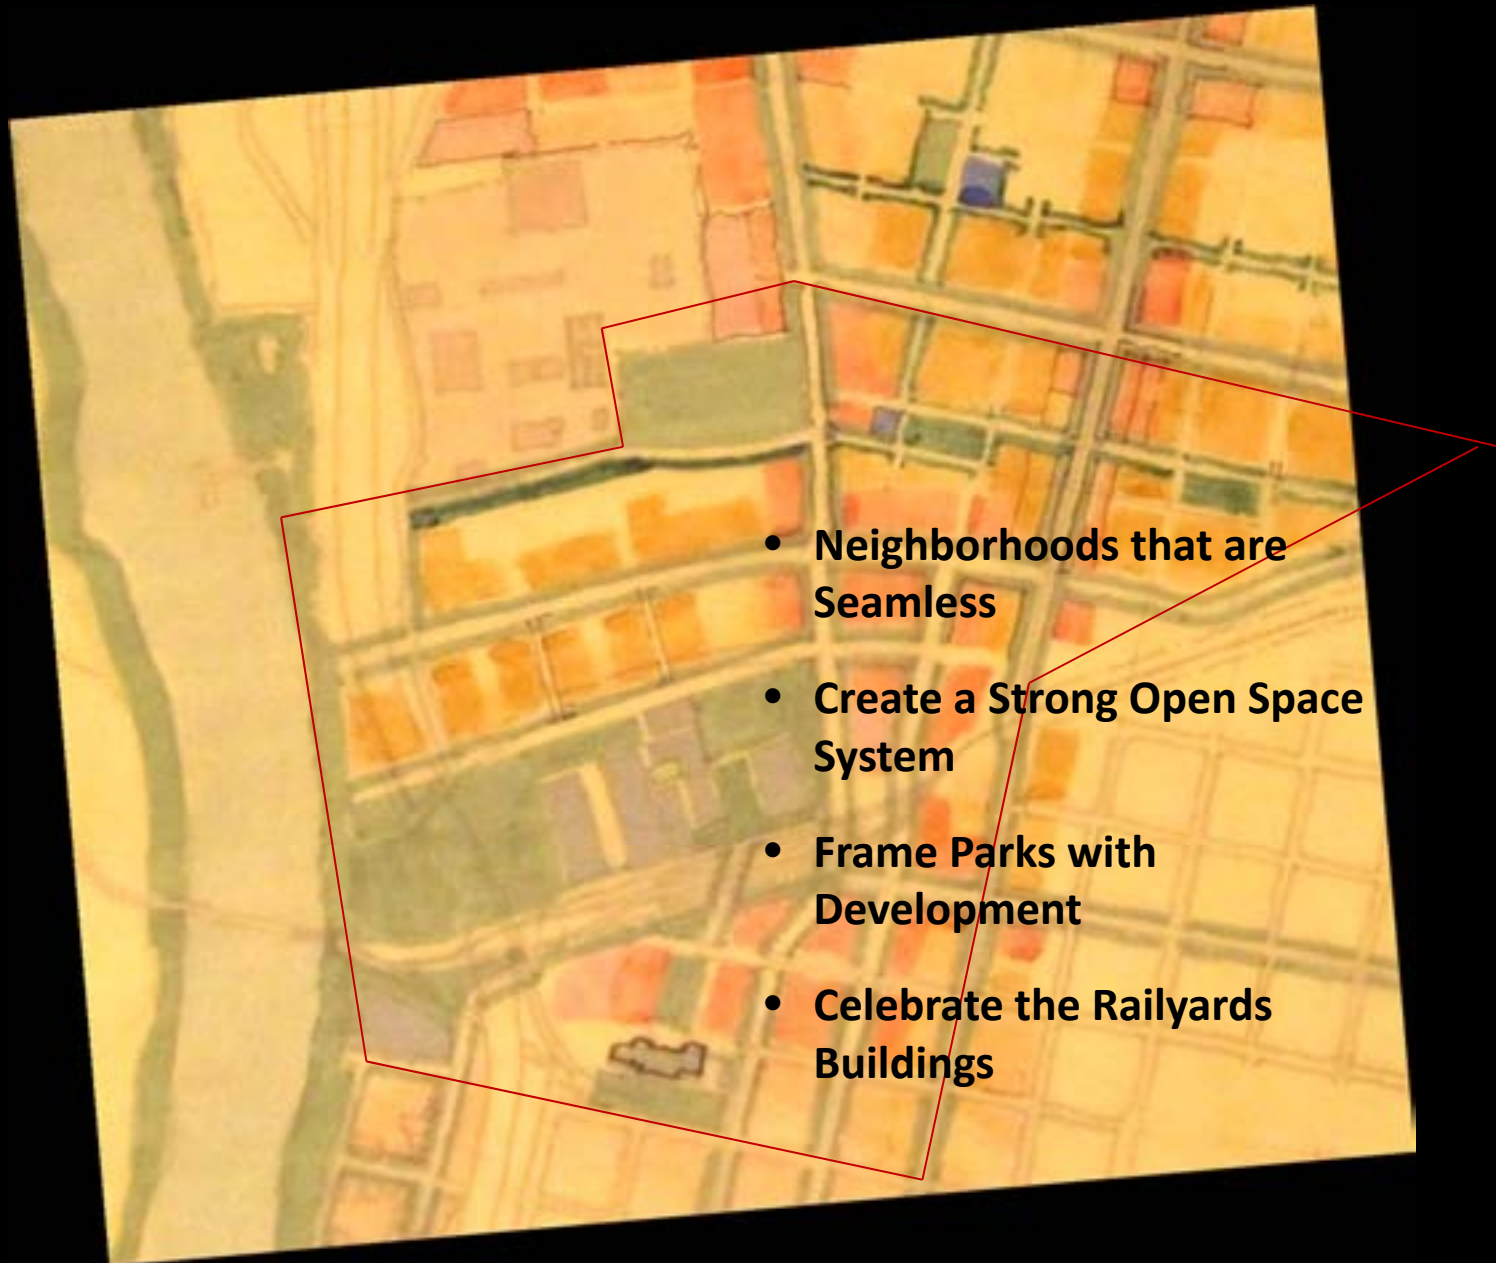 • Neighborhoods that are
Seamless
• Create a Strong Open Space
System
• Frame Parks with
Development
• Celebrate the Railyards
Buildings